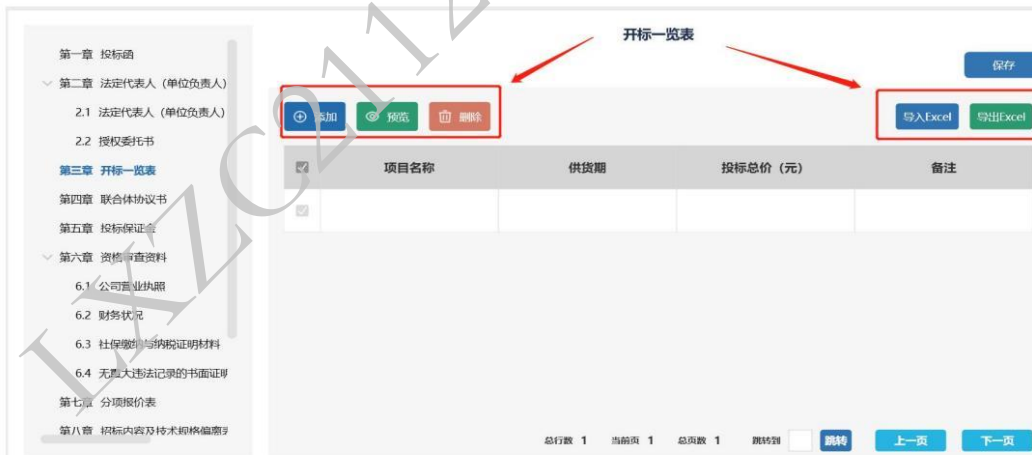 开标一览表
保存
第一章 投标函
第二章 法定代表人（单位负责人）
2.1 法定代表人（单位负责人）
2.2 授权委托书
第三章 开标一览表
第四章 联合体协议书
第五章 投标保证金
第六章 资格审查资料
6.1 公司营业执照
6.2 财务状况
6.3 社保缴纳与纳税证明材料
6.4 无重大违法记录的书面证明
第七章 分项报价表
第八章 招标内容及技术规格偏离
添加 预览 删除 导入Excel 导出Excel
项目名称 供货期 投标总价（元） 备注
总行数 1 当前页 1 总页数 1 跳转到 跳转 上一页 下一页
LXZC2112